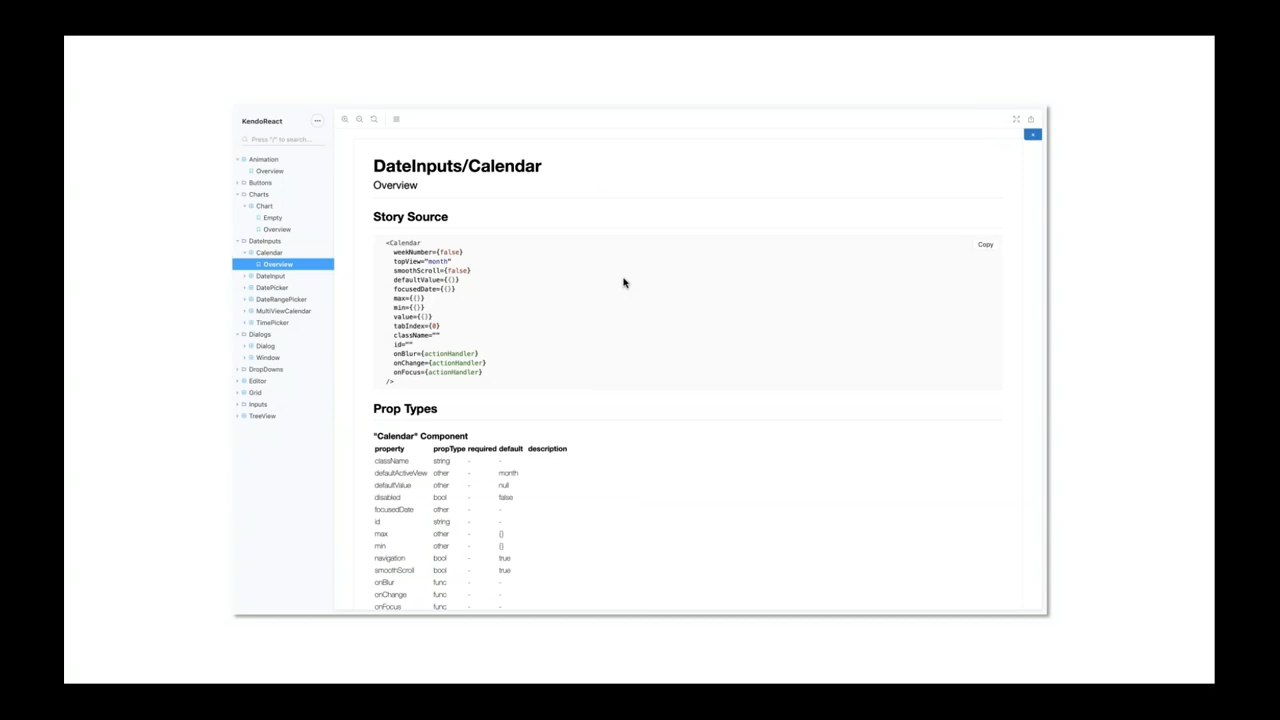 KendoReact
Press "/" to search...
Animation
Overview
Buttons
Charts
Chart
Empty
Overview
DateInputs
Calendar
Overview
DateInput
DatePicker
DateRangePicker
MultiViewCalendar
TimePicker
Dialogs
Dialog
Window
DropDowns
Editor
Grid
Inputs
TreeView
DateInputs/Calendar
Overview
Story Source
Copy
<Calendar
weekNumber={false}
topView="month"
smoothScroll={false}
defaultValue={{}}
focusedDate={{}}
max={{}}
min={{}}
value={{}}
tabIndex={0}
className=""
id=""
onBlur={actionHandler}
onChange={actionHandler}
onFocus={actionHandler}
/>
Prop Types
"Calendar" Component
property propType required default description
className string - -
defaultActiveView other - month
defaultValue other - null
disabled bool - false
focusedDate other - -
id string - -
max other - {}
min other - {}
navigation bool - true
smoothScroll bool - true
onBlur func - -
onChange func - -
onFocus func - -